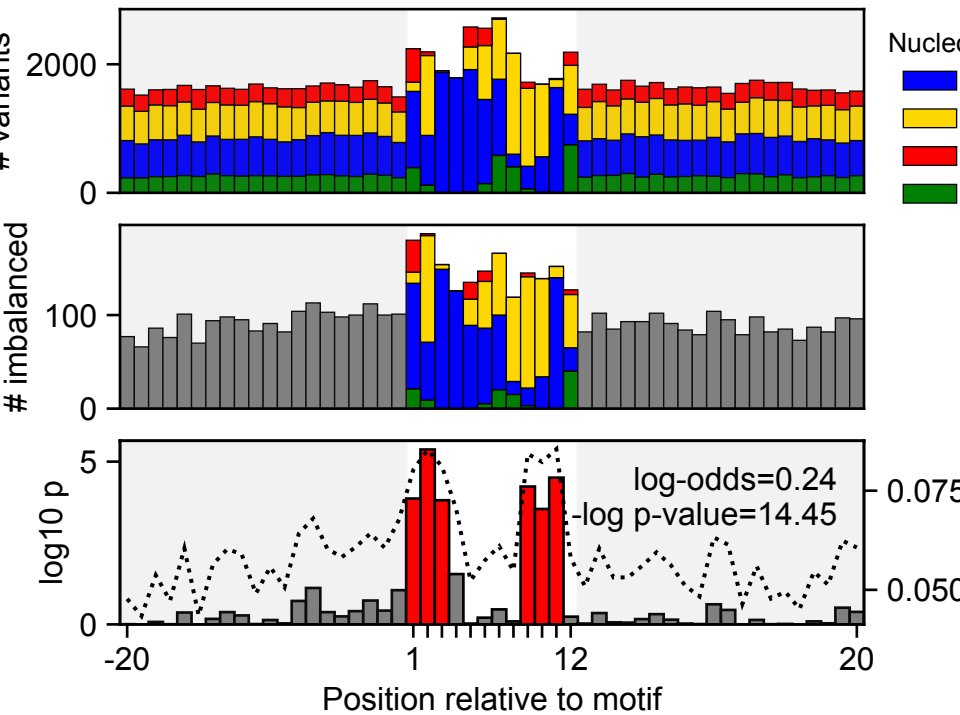 # variants
2000
0
Nuclec
# imbalanced
100
0
log10 p
5
0
log-odds=0.24
-log p-value=14.45
0.075
0.050
-20
1
12
20
Position relative to motif